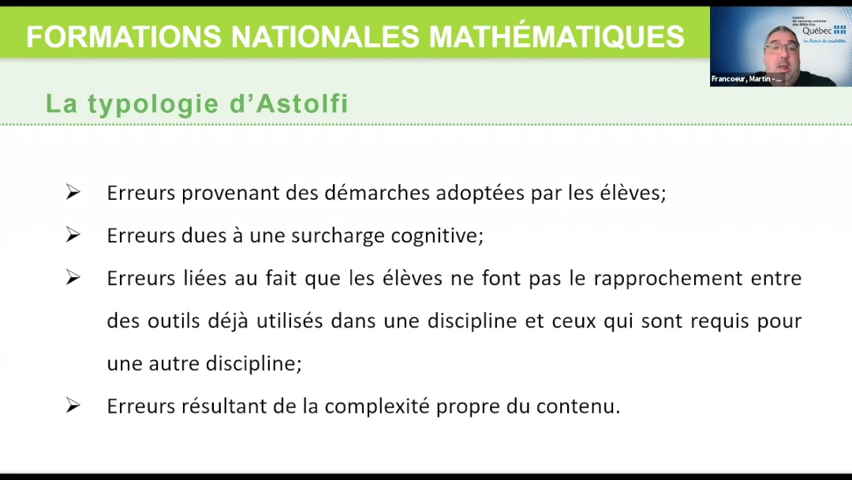 FORMATIONS NATIONALES MATHÉMATIQUES
Québec
Francoeur, Martin - ...
La typologie d'Astolfi
➢ Erreurs provenant des démarches adoptées par les élèves;
➢ Erreurs dues à une surcharge cognitive;
➢ Erreurs liées au fait que les élèves ne font pas le rapprochement entre
des outils déjà utilisés dans une discipline et ceux qui sont requis pour
une autre discipline;
➢ Erreurs résultant de la complexité propre du contenu.